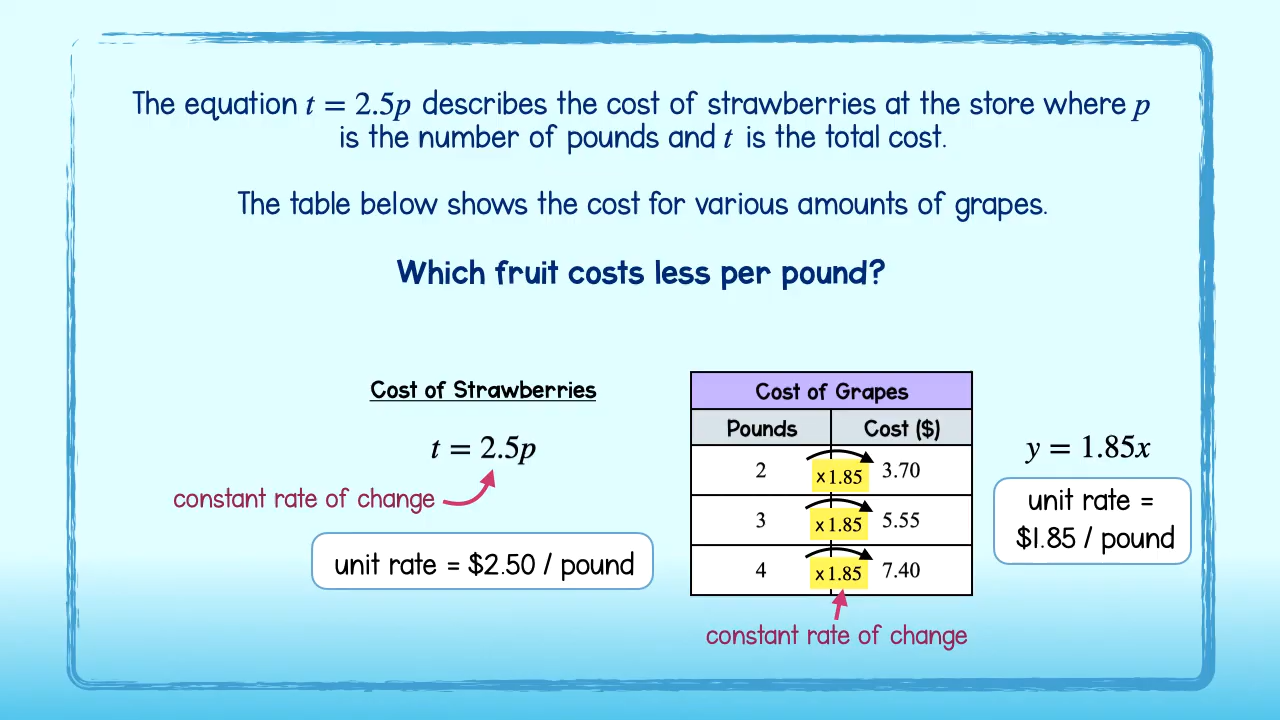 The equation t = 2.5p describes the cost of strawberries at the store where p
is the number of pounds and t is the total cost.
The table below shows the cost for various amounts of grapes.
Which fruit costs less per pound?
Cost of Strawberries
t = 2.5p
constant rate of change
unit rate = $2.50 / pound
Cost of Grapes
Pounds Cost ($)
2 ×1.85 3.70
3 ×1.85 5.55
4 ×1.85 7.40
constant rate of change
y = 1.85x
unit rate =
$1.85 / pound